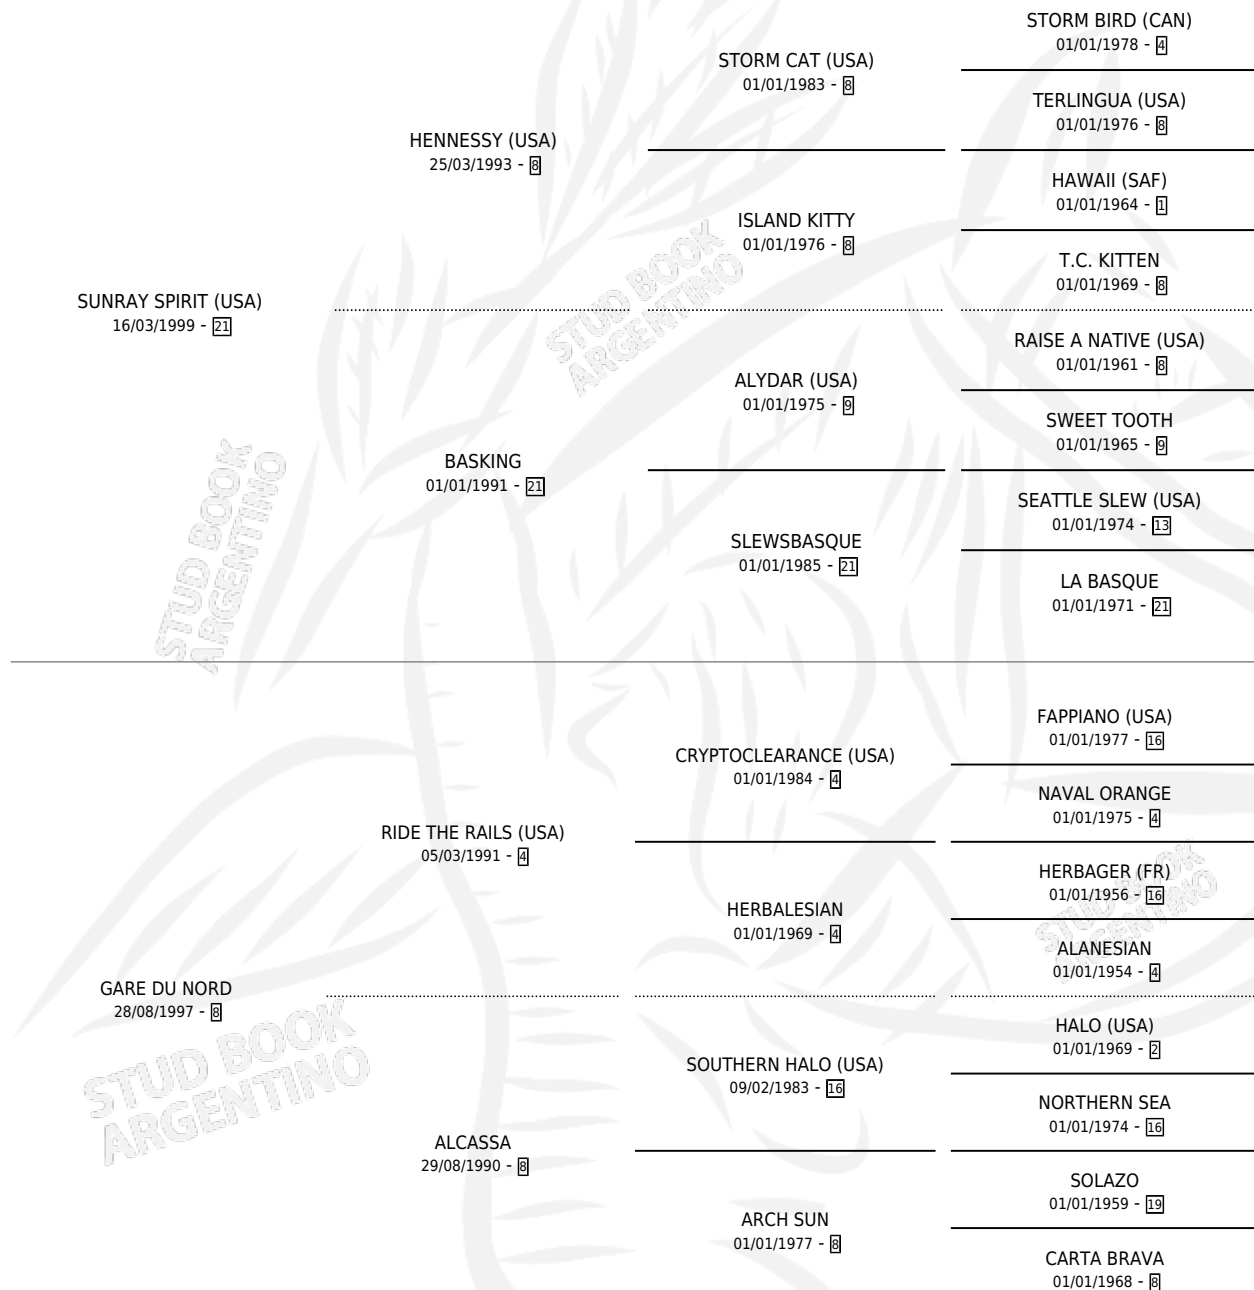 STORM BIRD (CAN)
01/01/1978 - 4
STORM CAT (USA)
01/01/1983 - 8
TERLINGUA (USA)
01/01/1976 - 8
HENNESSY (USA)
25/03/1993 - 8
HAWAII (SAF)
01/01/1964 - 1
ISLAND KITTY
01/01/1976 - 8
T.C. KITTEN
01/01/1969 - 8
SUNRAY SPIRIT (USA)
16/03/1999 - 21
STUD BOOK
ARGENTINO
RAISE A NATIVE (USA)
01/01/1961 - 8
ALYDAR (USA)
01/01/1975 - 9
SWEET TOOTH
01/01/1965 - 9
BASKING
01/01/1991 - 21
SEATTLE SLEW (USA)
01/01/1974 - 13
SLEWSBASQUE
01/01/1985 - 21
LA BASQUE
01/01/1971 - 21
STUD BOOK
ARGENTINO
FAPPIANO (USA)
01/01/1977 - 16
CRYPTOCLEARANCE (USA)
01/01/1984 - 4
NAVAL ORANGE
01/01/1975 - 4
RIDE THE RAILS (USA)
05/03/1991 - 4
HERBAGER (FR)
01/01/1956 - 16
HERBALESIAN
01/01/1969 - 4
ALANESIAN
01/01/1954 - 4
STUD BOOK
ARGENTINO
GARE DU NORD
28/08/1997 - 8
HALO (USA)
01/01/1969 - 2
SOUTHERN HALO (USA)
09/02/1983 - 16
NORTHERN SEA
01/01/1974 - 16
STUD BOOK
ARGENTINO
ALCASSA
29/08/1990 - 8
SOLAZO
01/01/1959 - 19
ARCH SUN
01/01/1977 - 8
CARTA BRAVA
01/01/1968 - 8